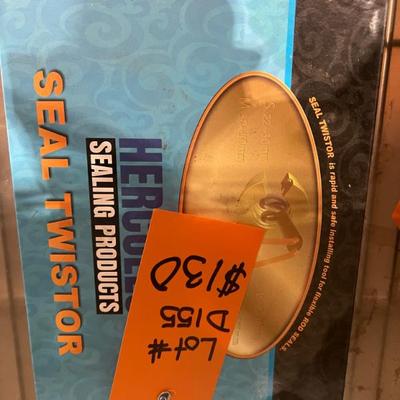 SEAL TWISTOR is rapid and safe installing tool for flexible ROD SEALS.
HERCULES
SEALING PRODUCTS
SEAL TWISTOR
Lot #
D155
$130